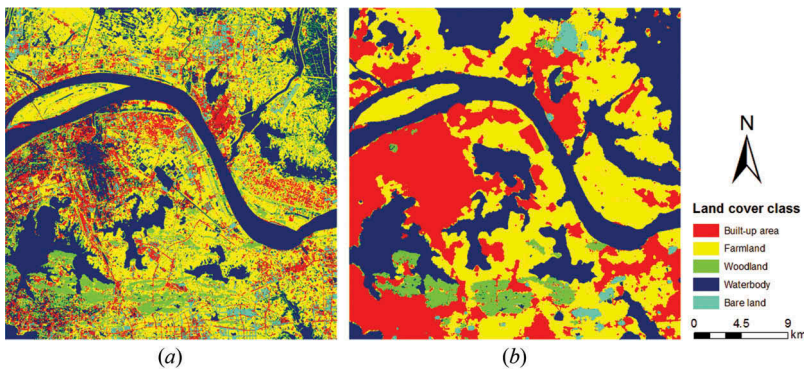 N
Land cover class
Built-up area
Farmland
Woodland
Waterbody
Bare land
0 4.5 9
km
(a) (b)